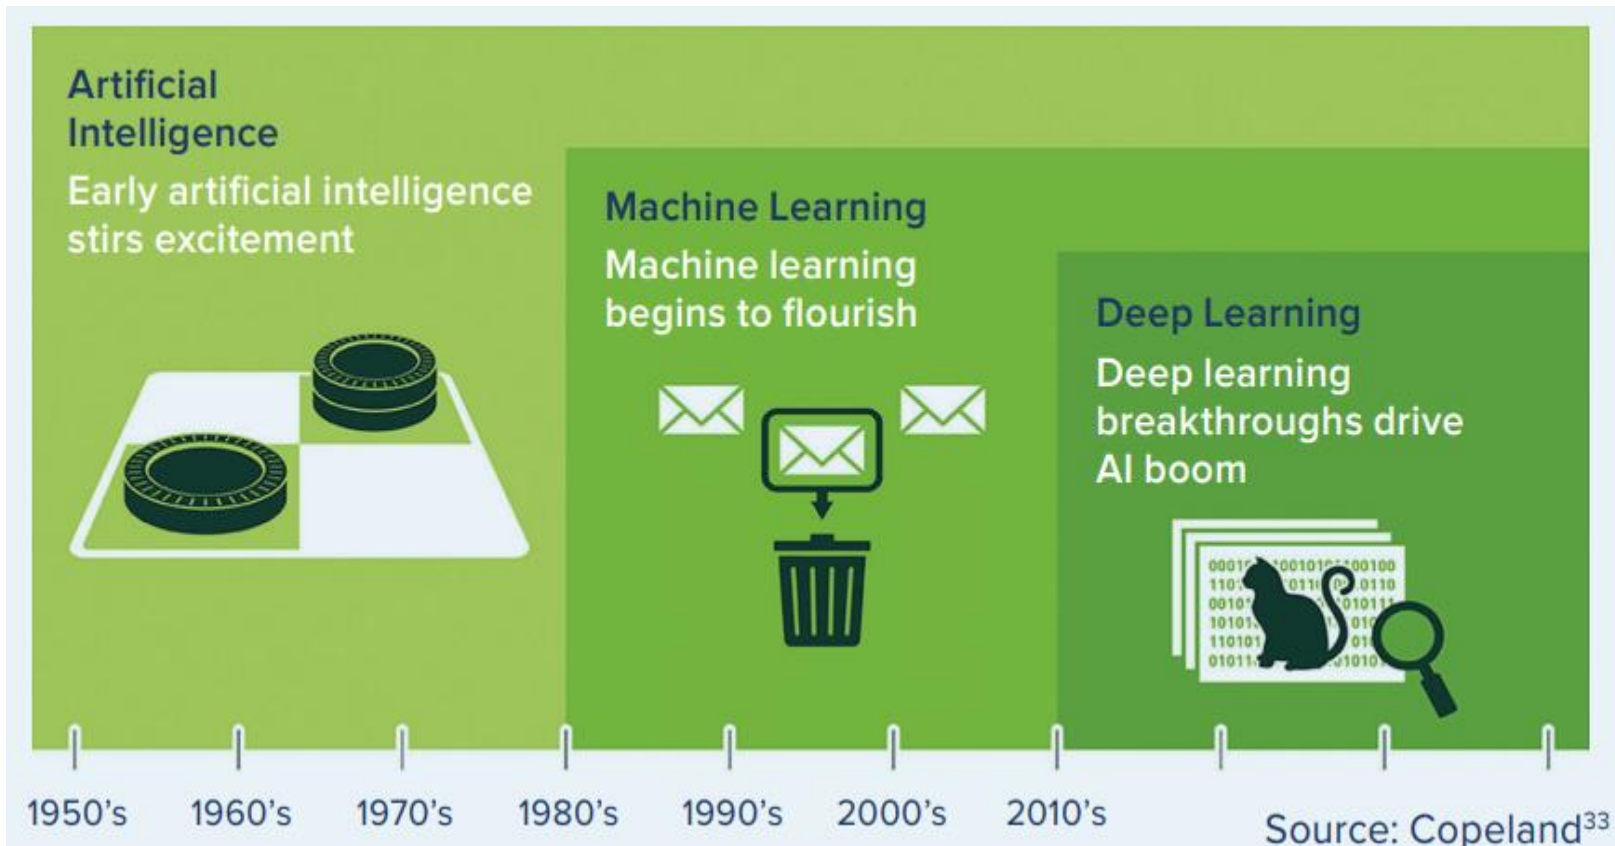 Artificial
Intelligence
Early artificial intelligence
stirs excitement
Machine Learning
Machine learning
begins to flourish
Deep Learning
Deep learning
breakthroughs drive
AI boom
1950's 1960's 1970's 1980's 1990's 2000's 2010's
Source: Copeland³³